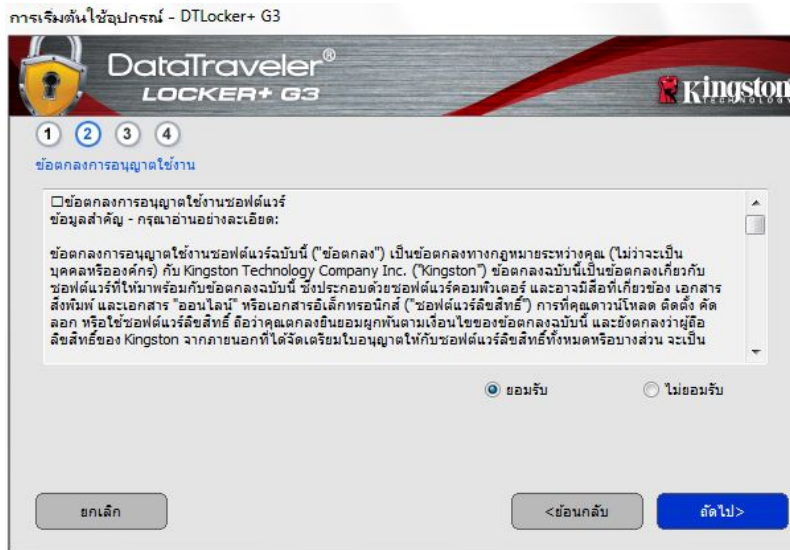 การเริ่มต้นใช้อุปกรณ์ - DTLocker+ G3
DataTraveler®
LOCKER+ G3
Kingston
TECHNOLOGY
1 2 3 4
ข้อตกลงการอนุญาตใช้งาน
□ข้อตกลงการอนุญาตใช้งานซอฟต์แวร์
ข้อมูลสำคัญ - กรุณาอ่านอย่างละเอียด:
ข้อตกลงการอนุญาตใช้งานซอฟต์แวร์ฉบับนี้ ("ข้อตกลง") เป็นข้อตกลงทางกฎหมายระหว่างคุณ (ไม่ว่าจะเป็น
บุคคลหรือองค์กร) กับ Kingston Technology Company Inc. ("Kingston") ข้อตกลงฉบับนี้เป็นข้อตกลงเกี่ยวกับ
ซอฟต์แวร์ที่ให้มาพร้อมกับข้อตกลงฉบับนี้ ซึ่งประกอบด้วยซอฟต์แวร์คอมพิวเตอร์ และอาจมีสื่อที่เกี่ยวข้อง เอกสาร
สิ่งพิมพ์ และเอกสาร "ออนไลน์" หรือเอกสารอิเล็กทรอนิกส์ ("ซอฟต์แวร์ลิขสิทธิ์") การที่คุณดาวน์โหลด ติดตั้ง คัด
ลอก หรือใช้ซอฟต์แวร์ลิขสิทธิ์ ถือว่าคุณตกลงยินยอมผูกพันตามเงื่อนไขของข้อตกลงฉบับนี้ และยังตกลงว่าผู้ถือ
ลิขสิทธิ์ของ Kingston จากภายนอกที่ได้จัดเตรียมใบอนุญาตให้กับซอฟต์แวร์ลิขสิทธิ์ทั้งหมดหรือบางส่วน จะเป็น
ยอมรับ ไม่ยอมรับ
ยกเลิก <ย้อนกลับ ถัดไป>